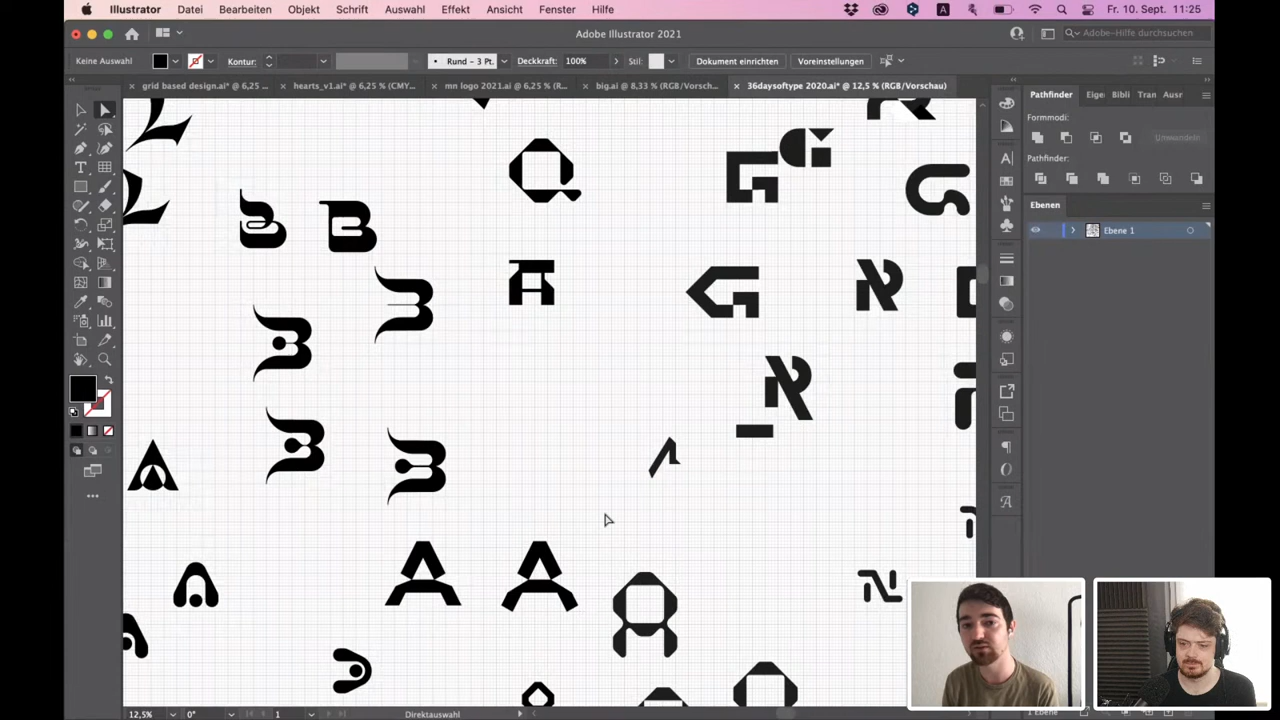 Illustrator Datei Bearbeiten Objekt Schrift Auswahl Effekt Ansicht Fenster Hilfe A Fr. 10. Sept. 11:25
Adobe Illustrator 2021 Adobe-Hilfe durchsuchen
Keine Auswahl Kontur: Rund - 3 Pt. Deckkraft: 100% Stil: Dokument einrichten Voreinstellungen
grid based design.ai* @ 6,25 ... hearts_v1.ai* @ 6,25 % (CMY... mn logo 2021.ai @ 6,25 % (R... big.ai @ 8,33 % (RGB/Vorsch... 36daysoftype 2020.ai* @ 12,5 % (RGB/Vorschau)
Pathfinder Eige Bibli Tran Ausr
Formmodi:
Umwandeln
Pathfinder:
Ebenen
Ebene 1
G
Q
G
B B
A
G א
א
A
A A
A
A
12,5% 0° 1 Direktauswahl 1 Ebene